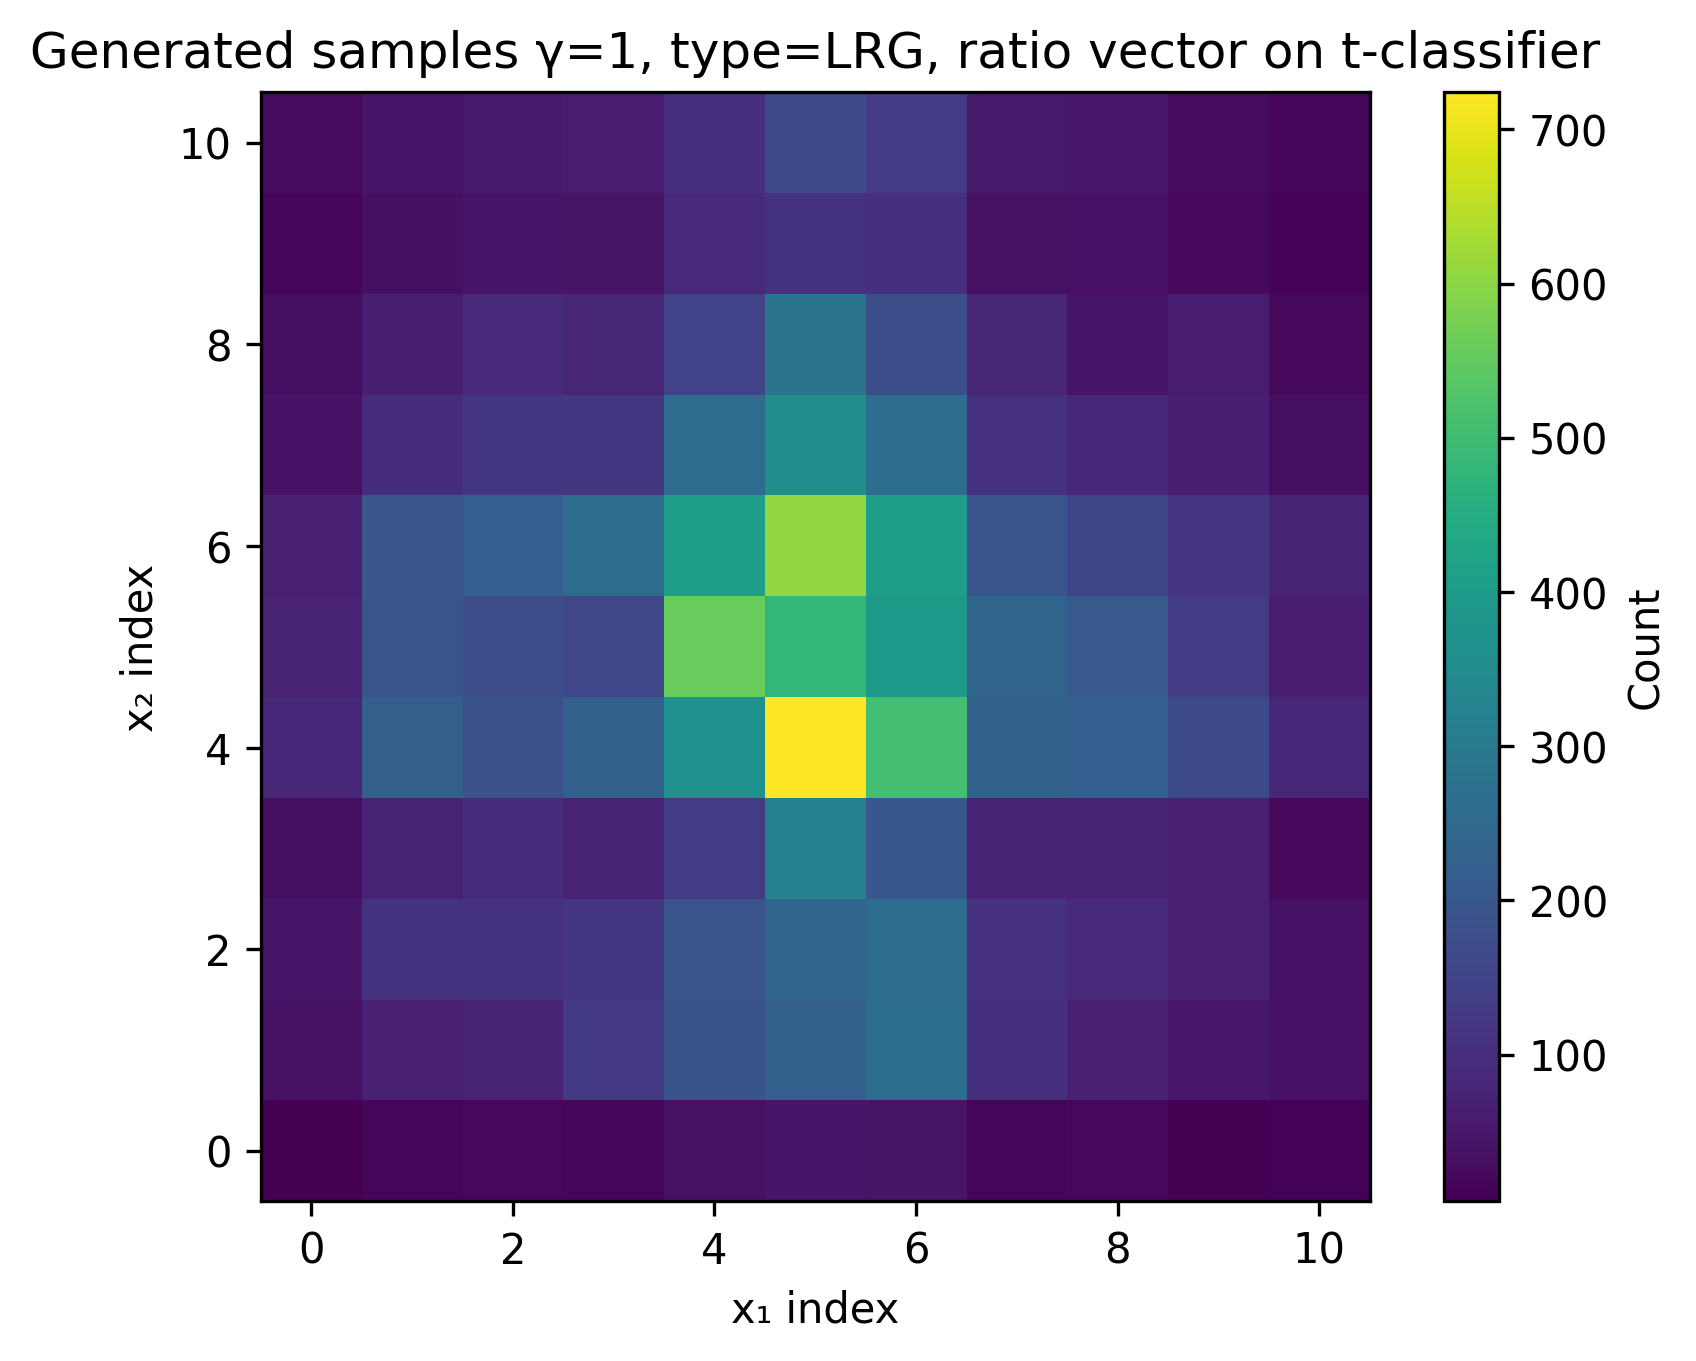 Generated samples γ=1, type=LRG, ratio vector on t-classifier
10
8
6
4
2
0
x₂ index
0 2 4 6 8 10
x₁ index
700
600
500
400
300
200
100
Count